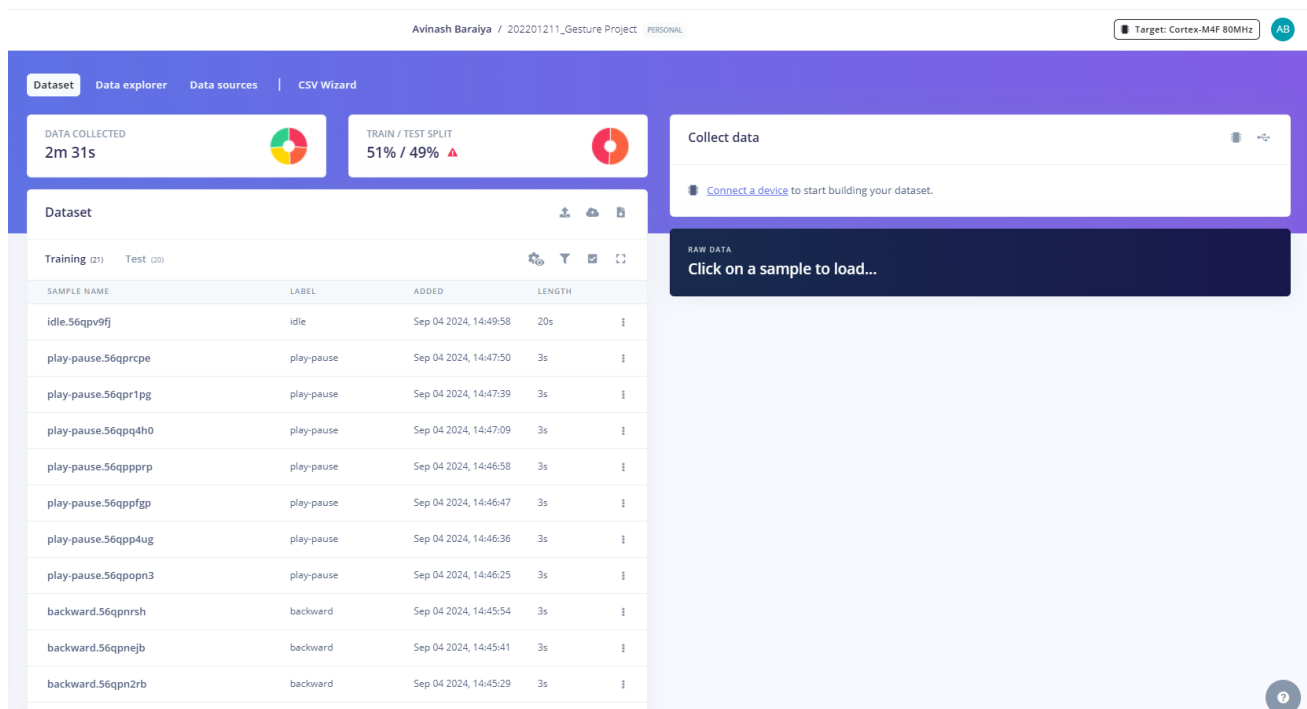 Avinash Baraiya / 202201211_Gesture Project PERSONAL
Target: Cortex-M4F 80MHz
AB
Dataset Data explorer Data sources | CSV Wizard
DATA COLLECTED
2m 31s
TRAIN / TEST SPLIT
51% / 49%
Collect data
Connect a device to start building your dataset.
RAW DATA
Click on a sample to load...
Dataset
Training (21) Test (20)
SAMPLE NAME LABEL ADDED LENGTH
idle.56qpv9fj idle Sep 04 2024, 14:49:58 20s
play-pause.56qprcpe play-pause Sep 04 2024, 14:47:50 3s
play-pause.56qpr1pg play-pause Sep 04 2024, 14:47:39 3s
play-pause.56qpq4h0 play-pause Sep 04 2024, 14:47:09 3s
play-pause.56qppprp play-pause Sep 04 2024, 14:46:58 3s
play-pause.56qppfgp play-pause Sep 04 2024, 14:46:47 3s
play-pause.56qpp4ug play-pause Sep 04 2024, 14:46:36 3s
play-pause.56qpopn3 play-pause Sep 04 2024, 14:46:25 3s
backward.56qpnrsh backward Sep 04 2024, 14:45:54 3s
backward.56qpnejb backward Sep 04 2024, 14:45:41 3s
backward.56qpn2rb backward Sep 04 2024, 14:45:29 3s
?